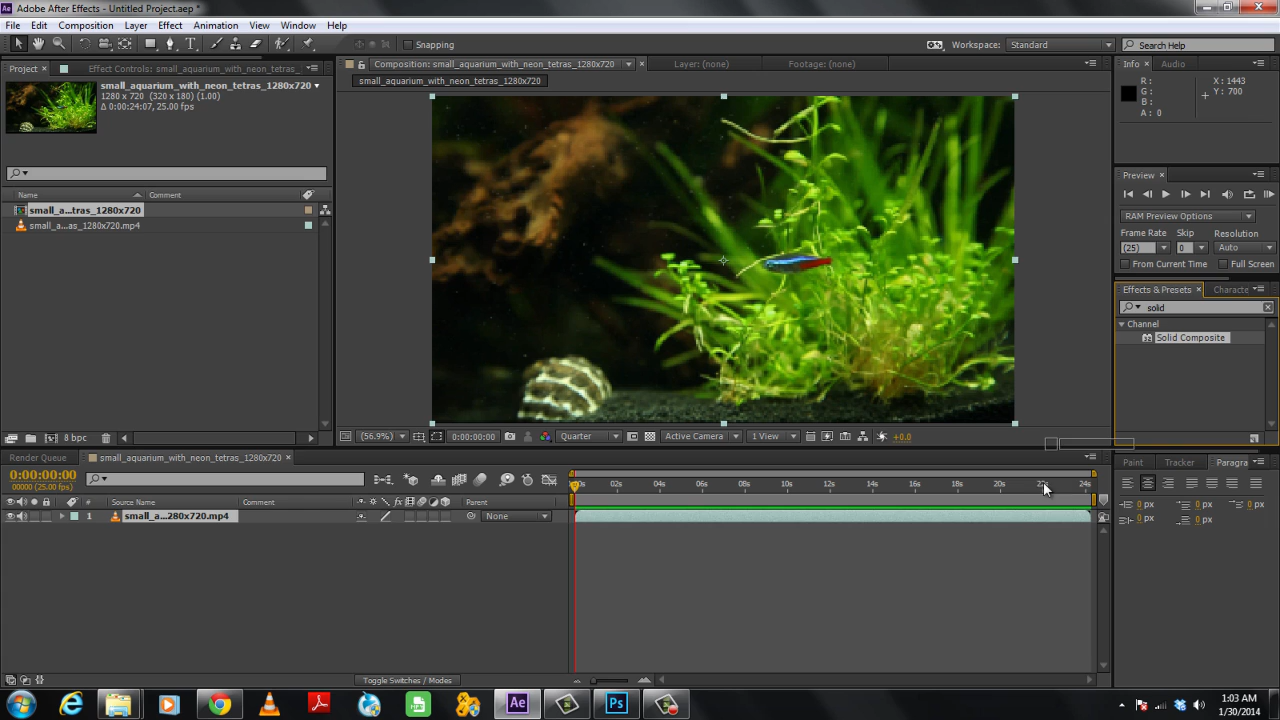 Adobe After Effects - Untitled Project.aep *
File Edit Composition Layer Effect Animation View Window Help
Snapping
Workspace: Standard
Search Help
Project
Effect Controls: small_aquarium_with_neon_tetras_
small_aquarium_with_neon_tetras_1280x720
1280 x 720 (320 x 180) (1.00)
Δ 0:00:24:07, 25.00 fps
Name Comment
small_a...tras_1280x720
small_a...as_1280x720.mp4
8 bpc
Composition: small_aquarium_with_neon_tetras_1280x720
Layer: (none)
Footage: (none)
small_aquarium_with_neon_tetras_1280x720
(56.9%)
0:00:00:00
Quarter
Active Camera
1 View
+0.0
Info Audio
R :
G :
B :
A : 0
X : 1443
Y : 700
Preview
RAM Preview Options
Frame Rate Skip Resolution
(25) 0 Auto
From Current Time Full Screen
Effects & Presets Characte
solid
Channel
Solid Composite
Render Queue
small_aquarium_with_neon_tetras_1280x720
0:00:00:00
00000 (25.00 fps)
02s 04s 06s 08s 10s 12s 14s 16s 18s 20s 24s
# Source Name Comment Parent
1 small_a...280x720.mp4 None
Toggle Switches / Modes
Paint Tracker Paragra
0 px 0 px 0 px
0 px 0 px
Ae
Ps
1:03 AM
1/30/2014